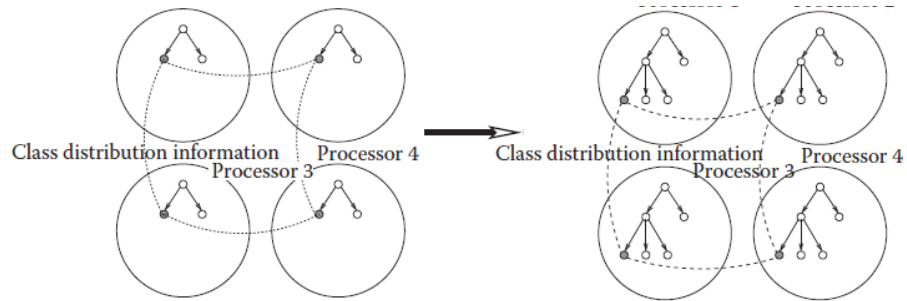 Class distribution information
Processor 4
Processor 3
Class distribution information
Processor 4
Processor 3